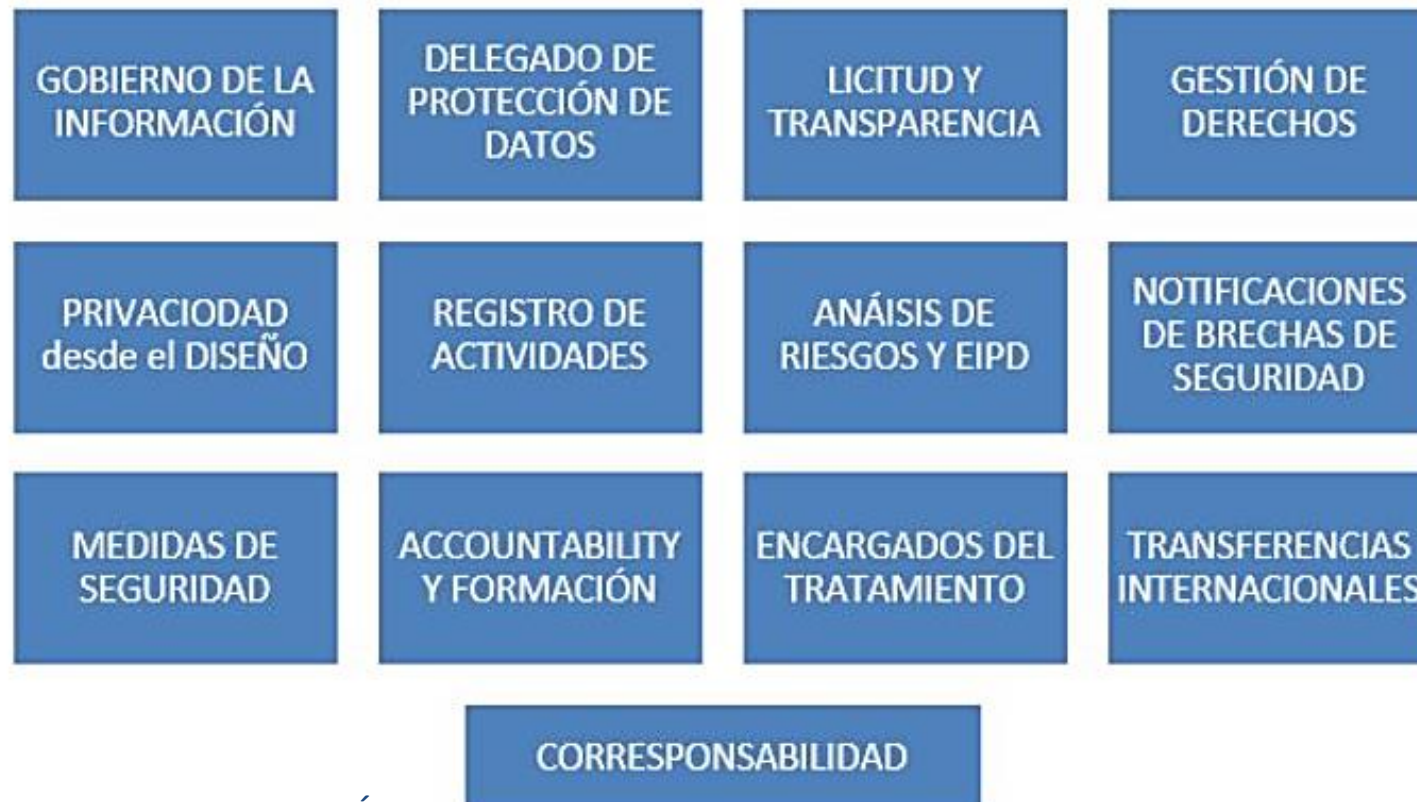 GOBIERNO DE LA
INFORMACIÓN
DELEGADO DE
PROTECCIÓN DE
DATOS
LICITUD Y
TRANSPARENCIA
GESTIÓN DE
DERECHOS
PRIVACIODAD
desde el DISEÑO
REGISTRO DE
ACTIVIDADES
ANÁISIS DE
RIESGOS Y EIPD
NOTIFICACIONES
DE BRECHAS DE
SEGURIDAD
MEDIDAS DE
SEGURIDAD
ACCOUNTABILITY
Y FORMACIÓN
ENCARGADOS DEL
TRATAMIENTO
TRANSFERENCIAS
INTERNACIONALES
CORRESPONSABILIDAD